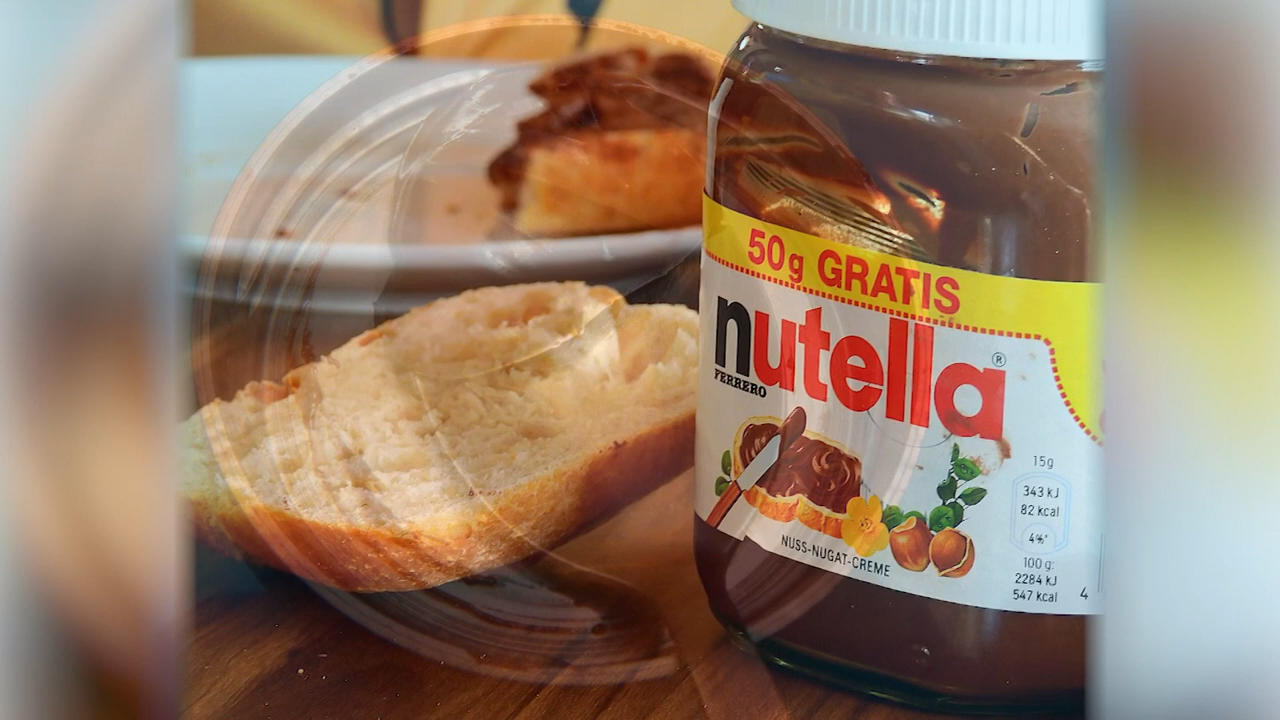 50g GRATIS
nutella®
FERRERO
15g
343 kJ
82 kcal
4%*
100 g:
2284 kJ
547 kcal
4
NUSS-NUGAT-CREME